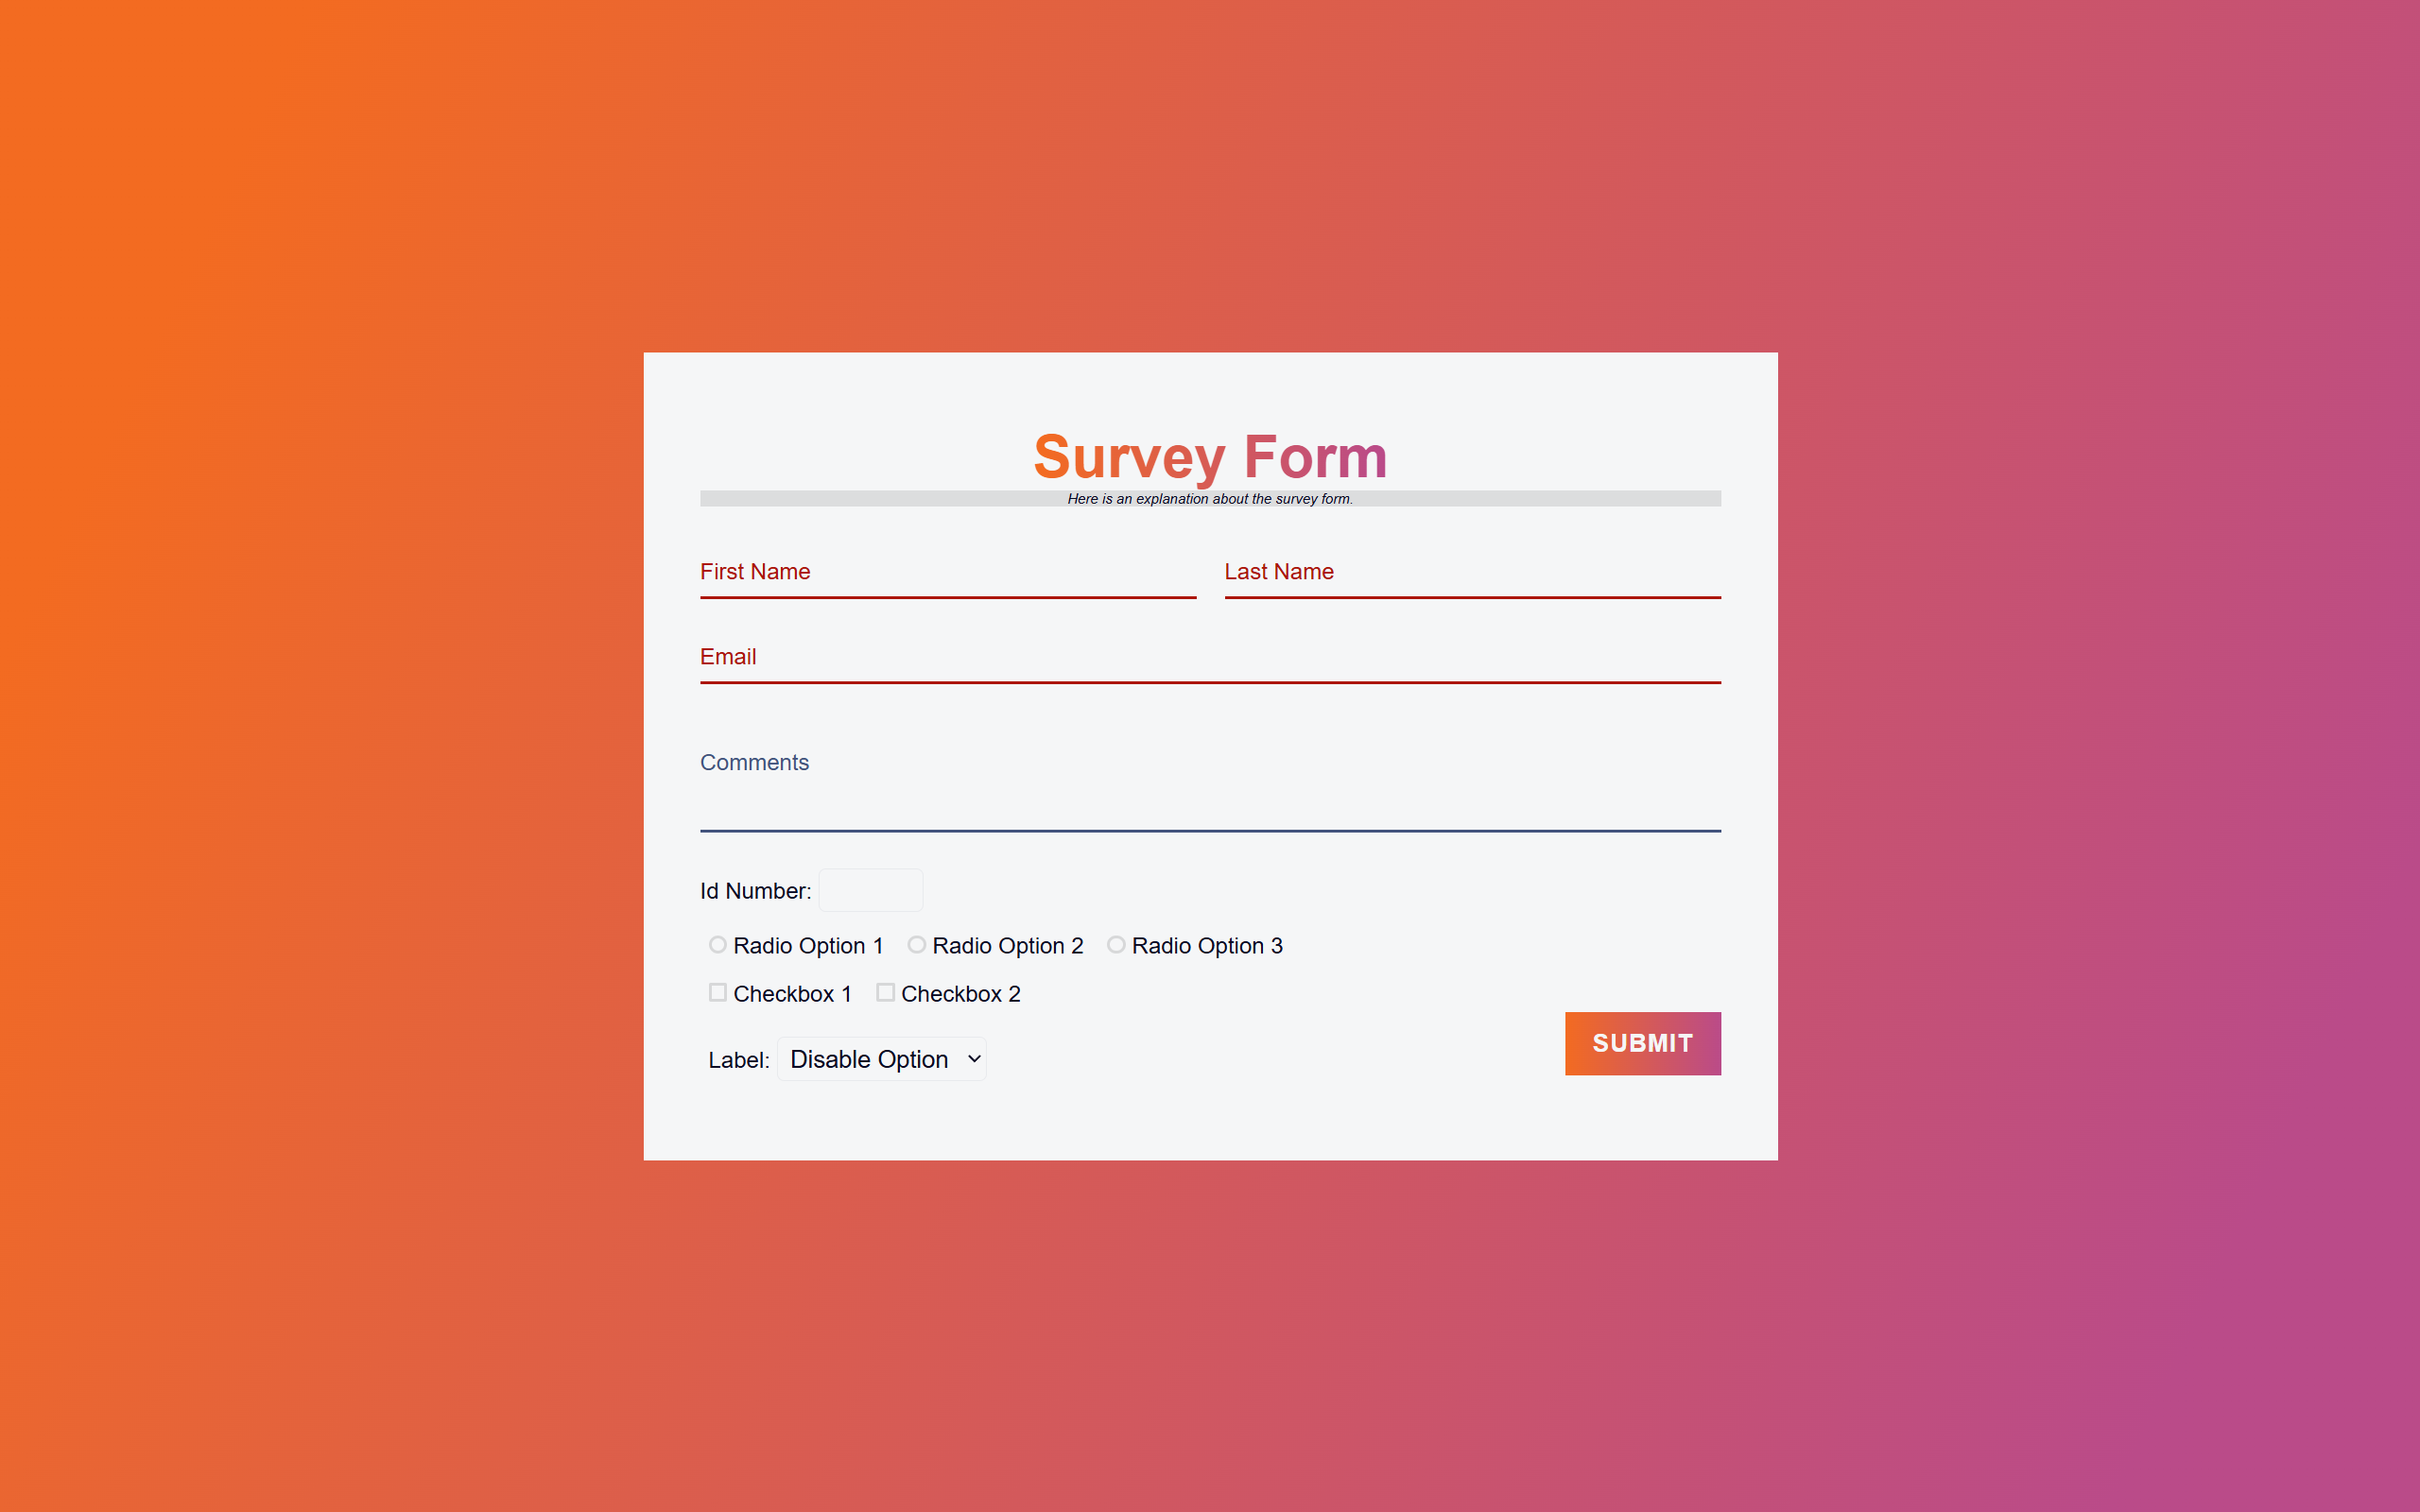 Survey Form
Here is an explanation about the survey form.
First Name Last Name
Email
Comments
Id Number:
Radio Option 1 Radio Option 2 Radio Option 3
Checkbox 1 Checkbox 2
Label: Disable Option
SUBMIT